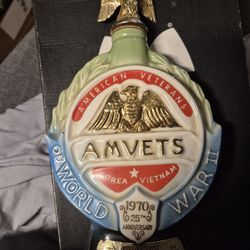 AMERICAN VETERANS
AMVETS
KOREA VIETNAM
OF WORLD WAR II
1970
25TH
ANNIVERSARY